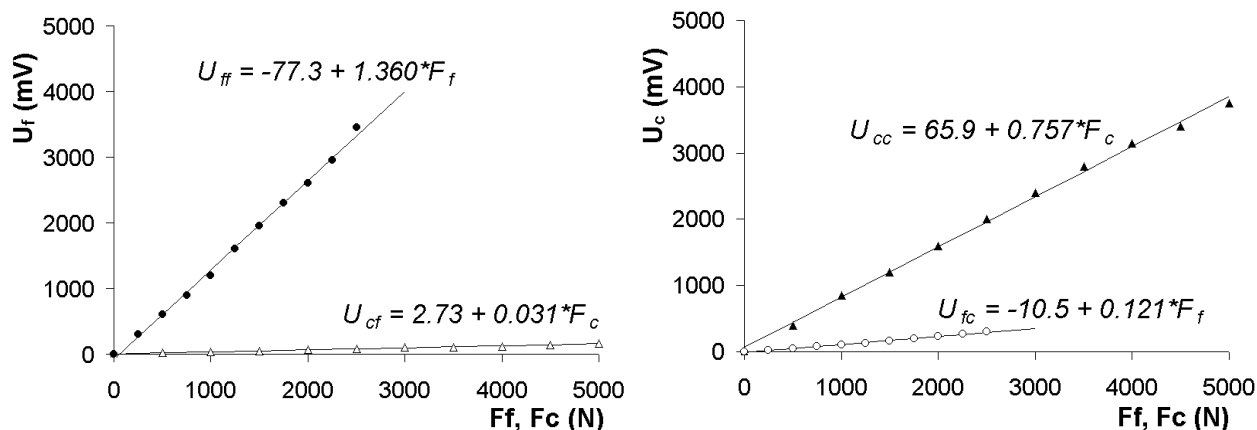 5000
4000
3000
2000
1000
0
U_f (mV)
U_ff = -77.3 + 1.360*F_f
U_cf = 2.73 + 0.031*F_c
0 1000 2000 3000 4000 5000
Ff, Fc (N)
5000
4000
3000
2000
1000
0
U_c (mV)
U_cc = 65.9 + 0.757*F_c
U_fc = -10.5 + 0.121*F_f
0 1000 2000 3000 4000 5000
Ff, Fc (N)